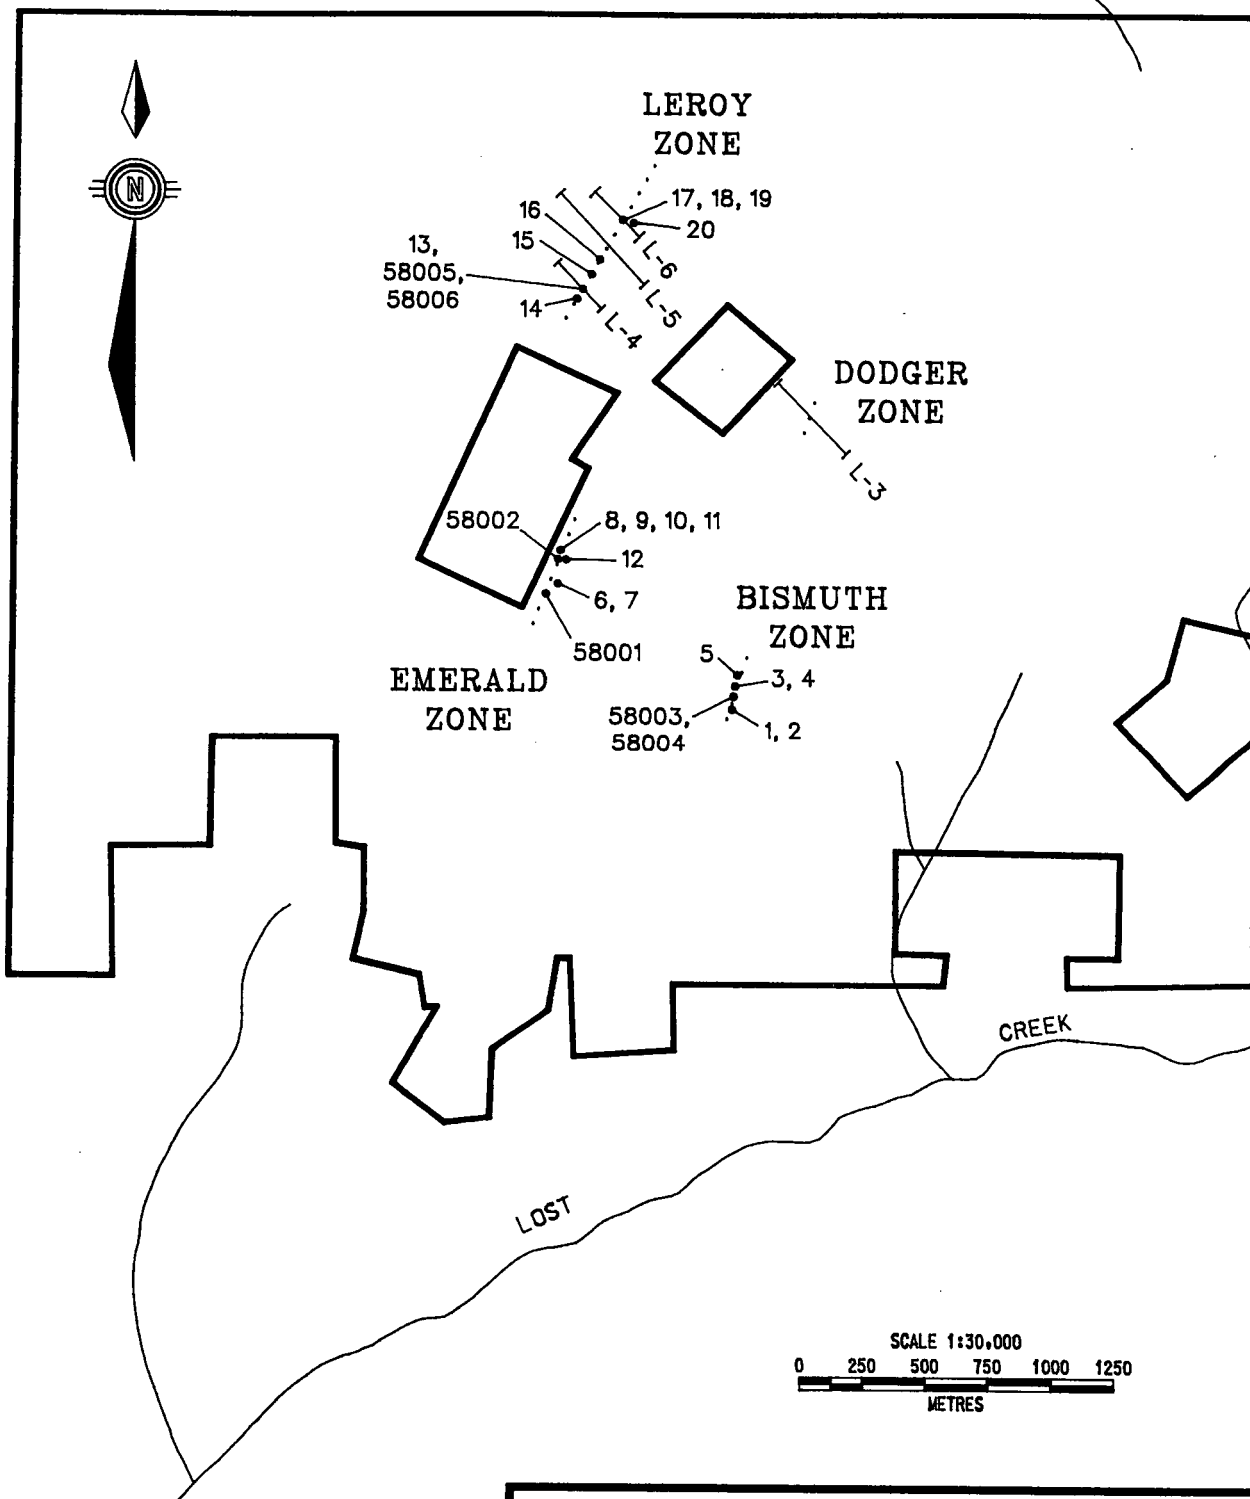 LEROY
ZONE
N
17, 18, 19
20
16
15
13,
58005,
58006
14
L-6
L-5
L-4
DODGER
ZONE
L-3
58002
8, 9, 10, 11
12
6, 7
58001
EMERALD
ZONE
BISMUTH
ZONE
5
3, 4
58003,
58004
1, 2
CREEK
LOST
SCALE 1:30,000
0 250 500 750 1000 1250
METRES